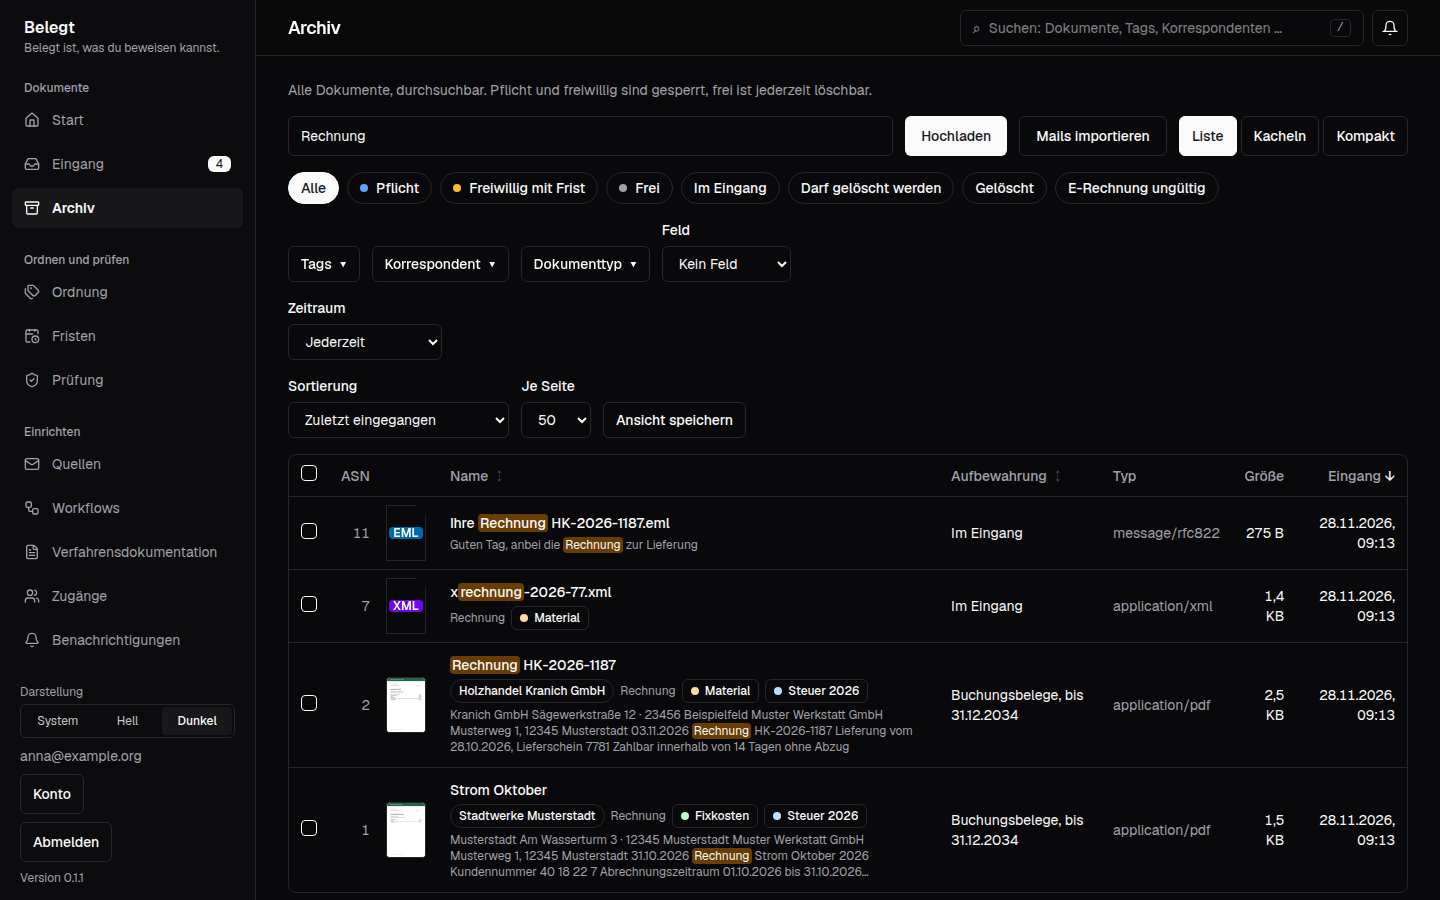 Belegt
Belegt ist, was du beweisen kannst.
Dokumente
Start
Eingang
4
Archiv
Ordnen und prüfen
Ordnung
Fristen
Prüfung
Einrichten
Quellen
Workflows
Verfahrensdokumentation
Zugänge
Benachrichtigungen
Darstellung
System Hell Dunkel
anna@example.org
Konto
Abmelden
Version 0.1.1
Archiv
Suchen: Dokumente, Tags, Korrespondenten … /
Alle Dokumente, durchsuchbar. Pflicht und freiwillig sind gesperrt, frei ist jederzeit löschbar.
Rechnung Hochladen Mails importieren Liste Kacheln Kompakt
Alle Pflicht Freiwillig mit Frist Frei Im Eingang Darf gelöscht werden Gelöscht E-Rechnung ungültig
Feld
Tags ▾ Korrespondent ▾ Dokumenttyp ▾ Kein Feld
Zeitraum
Jederzeit
Sortierung Je Seite
Zuletzt eingegangen 50 Ansicht speichern
ASN Name ↕ Aufbewahrung ↕ Typ Größe Eingang ↓
11 EML Ihre Rechnung HK-2026-1187.eml
Guten Tag, anbei die Rechnung zur Lieferung
Im Eingang message/rfc822 275 B 28.11.2026,
09:13
7 XML xrechnung-2026-77.xml
Rechnung Material
Im Eingang application/xml 1,4
KB
28.11.2026,
09:13
2 Rechnung HK-2026-1187
Holzhandel Kranich GmbH Rechnung Material Steuer 2026
Kranich GmbH Sägewerkstraße 12 · 23456 Beispielfeld Muster Werkstatt GmbH
Musterweg 1, 12345 Musterstadt 03.11.2026 Rechnung HK-2026-1187 Lieferung vom
28.10.2026, Lieferschein 7781 Zahlbar innerhalb von 14 Tagen ohne Abzug
Buchungsbelege, bis
31.12.2034
application/pdf
2,5
KB
28.11.2026,
09:13
1 Strom Oktober
Stadtwerke Musterstadt Rechnung Fixkosten Steuer 2026
Musterstadt Am Wasserturm 3 · 12345 Musterstadt Muster Werkstatt GmbH
Musterweg 1, 12345 Musterstadt 31.10.2026 Rechnung Strom Oktober 2026
Kundennummer 40 18 22 7 Abrechnungszeitraum 01.10.2026 bis 31.10.2026…
Buchungsbelege, bis
31.12.2034
application/pdf
1,5
KB
28.11.2026,
09:13